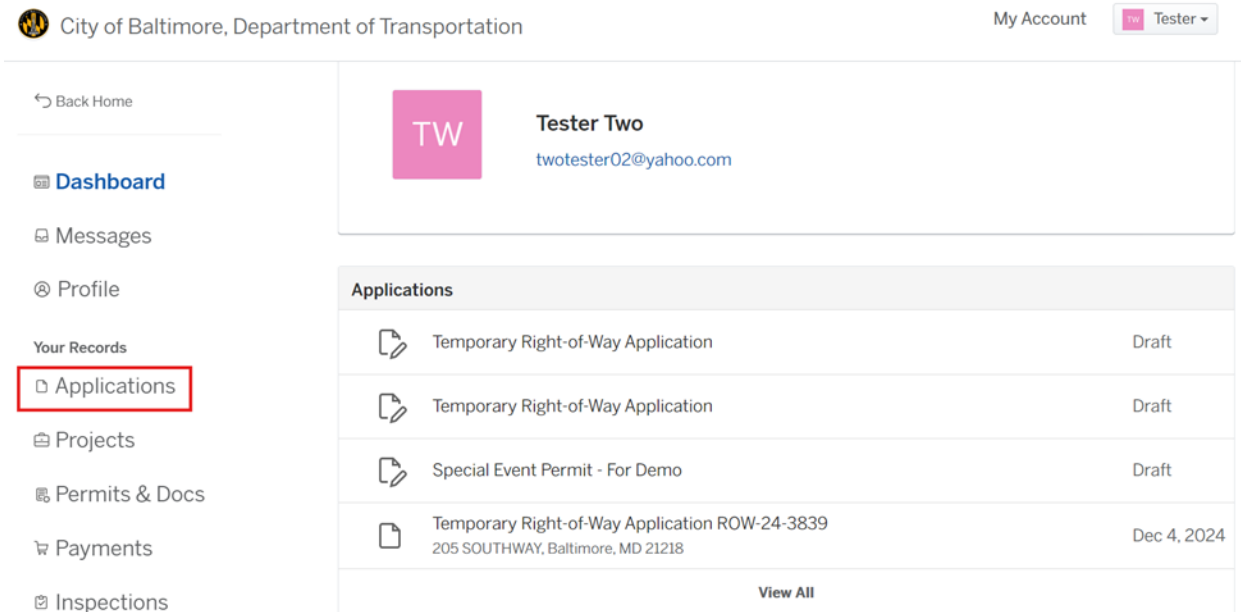 City of Baltimore, Department of Transportation
My Account
TW Tester
Back Home
Dashboard
Messages
Profile
Your Records
Applications
Projects
Permits & Docs
Payments
Inspections
TW
Tester Two
twotester02@yahoo.com
Applications
Temporary Right-of-Way Application Draft
Temporary Right-of-Way Application Draft
Special Event Permit - For Demo Draft
Temporary Right-of-Way Application ROW-24-3839
205 SOUTHWAY, Baltimore, MD 21218
Dec 4, 2024
View All